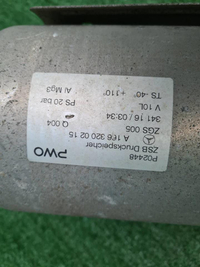 PWO
P02448
ZSB Druckspeicher
A 166 320 02 15
ZGS 005
Q 004
341 16 / 03:34
V 10L
PS 20 bar
TS -40° +110°
Al Mg3